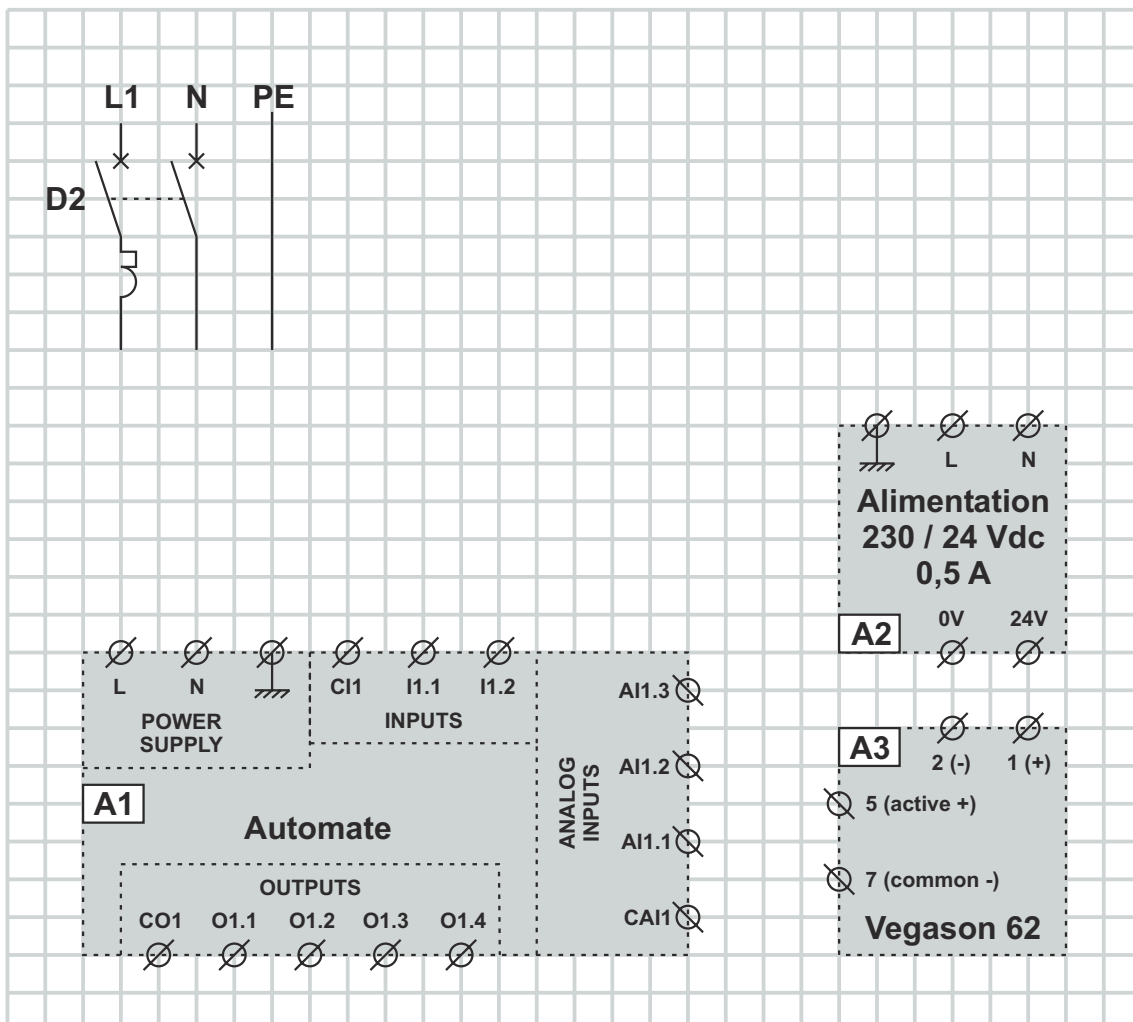 L1 N PE
D2
L N
Alimentation
230 / 24 Vdc
0,5 A
0V 24V
A2
L N CI1 I1.1 I1.2
POWER
SUPPLY
INPUTS
AI1.3
AI1.2
AI1.1
CAI1
ANALOG
INPUTS
A1
Automate
OUTPUTS
CO1 O1.1 O1.2 O1.3 O1.4
A3
2 (-) 1 (+)
5 (active +)
7 (common -)
Vegason 62